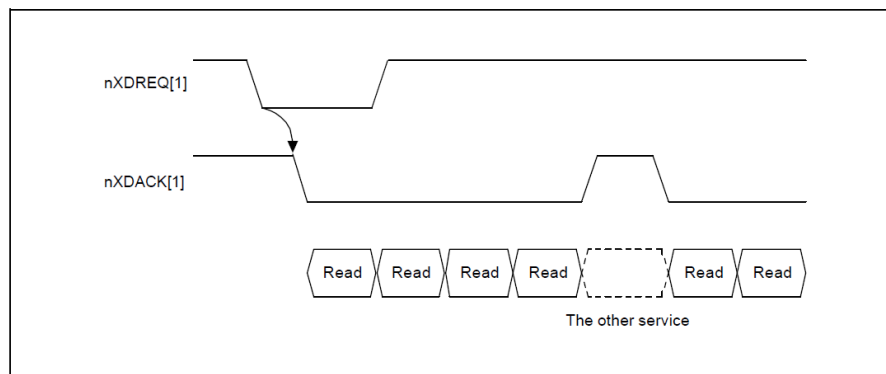 nXDREQ[1]
nXDACK[1]
Read Read Read Read Read Read
The other service